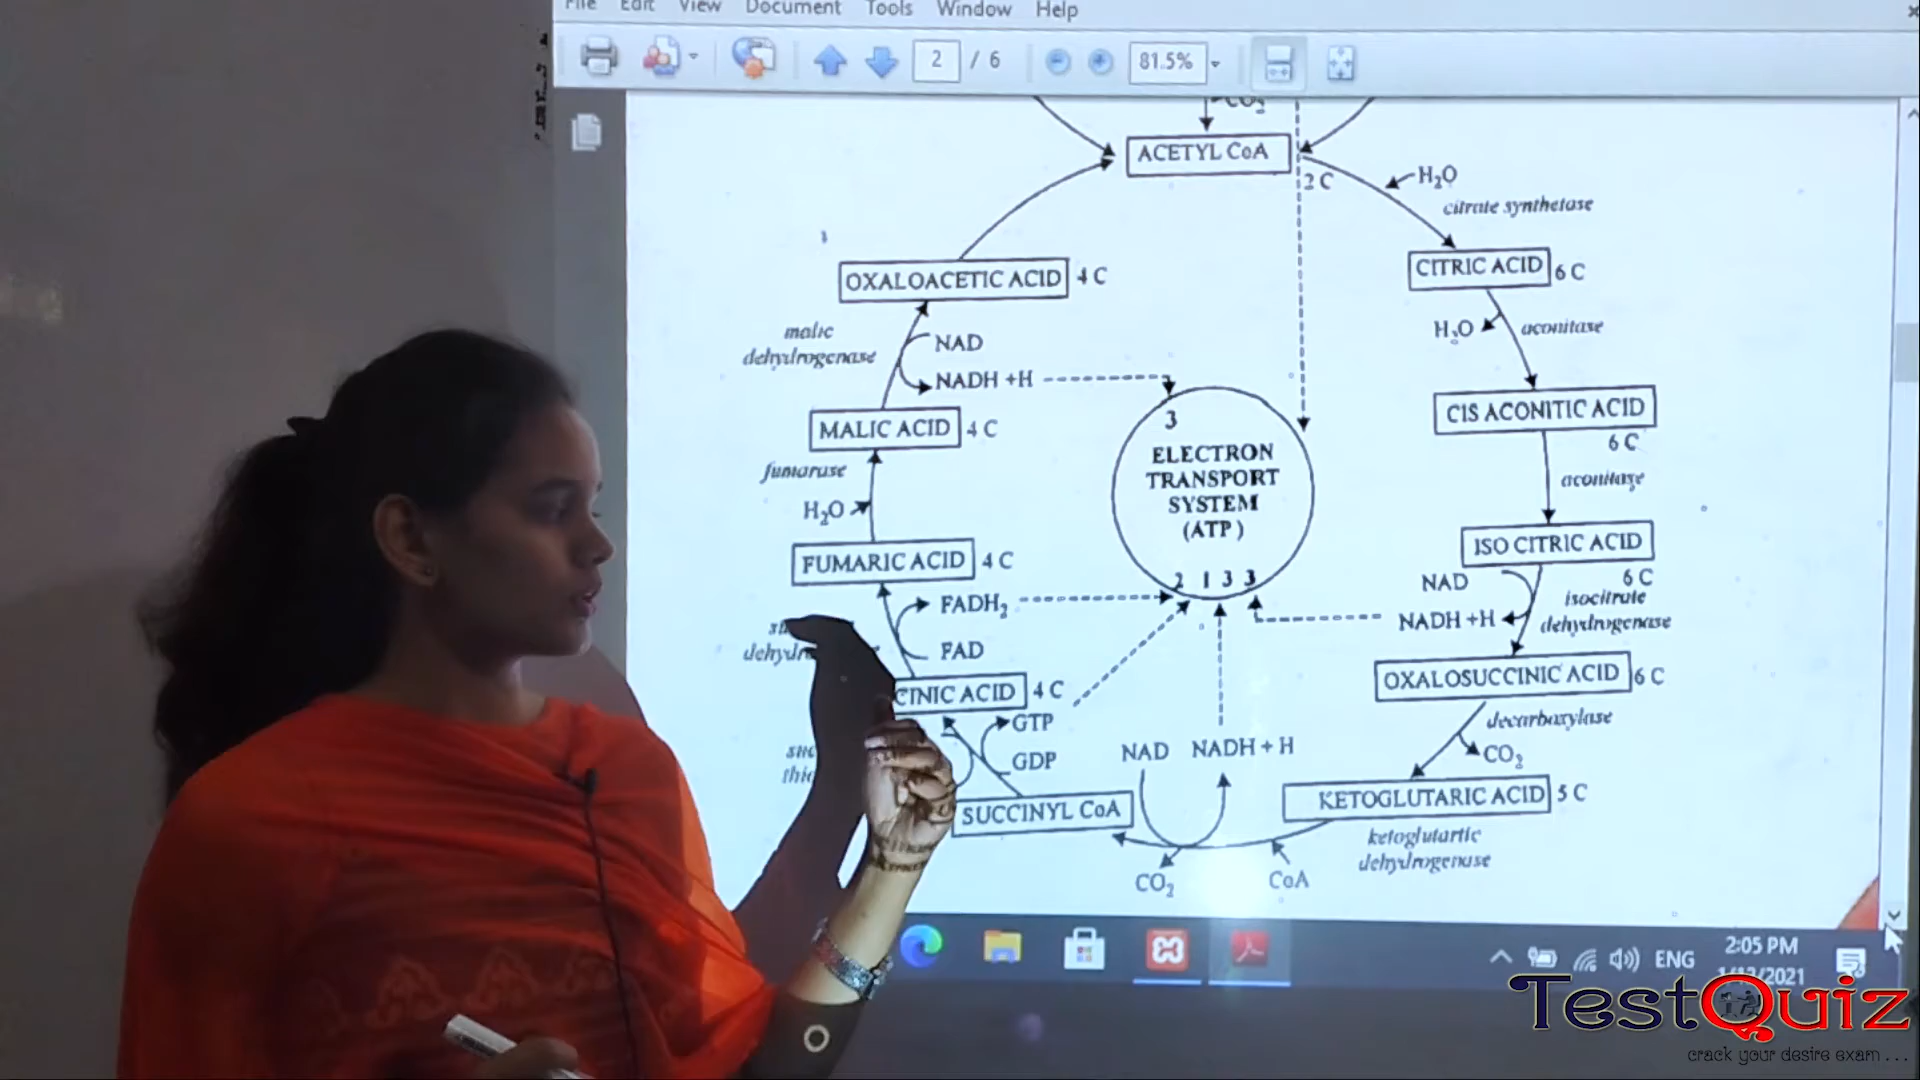 File Edit View Document Tools Window Help
2 / 6 81.5%
CO2
ACETYL CoA
2 C
H2O
citrate synthetase
OXALOACETIC ACID 4 C
CITRIC ACID 6 C
malic
dehydrogenase
NAD
H2O
aconitase
NADH +H
3
MALIC ACID 4 C
CIS ACONITIC ACID
6 C
ELECTRON
TRANSPORT
SYSTEM
(ATP)
fumarase
aconitase
H2O
ISO CITRIC ACID
6 C
FUMARIC ACID 4 C
2 1 3 3
NAD
isocitrate
dehydrogenase
FADH2
NADH +H
FAD
OXALOSUCCINIC ACID 6 C
CINIC ACID 4 C
GTP
decarboxylase
GDP
NAD NADH + H
CO2
KETOGLUTARIC ACID 5 C
SUCCINYL CoA
ketoglutartic
dehydrogenase
CO2
CoA
ENG 2:05 PM
TestQuiz
crack your desire exam ...